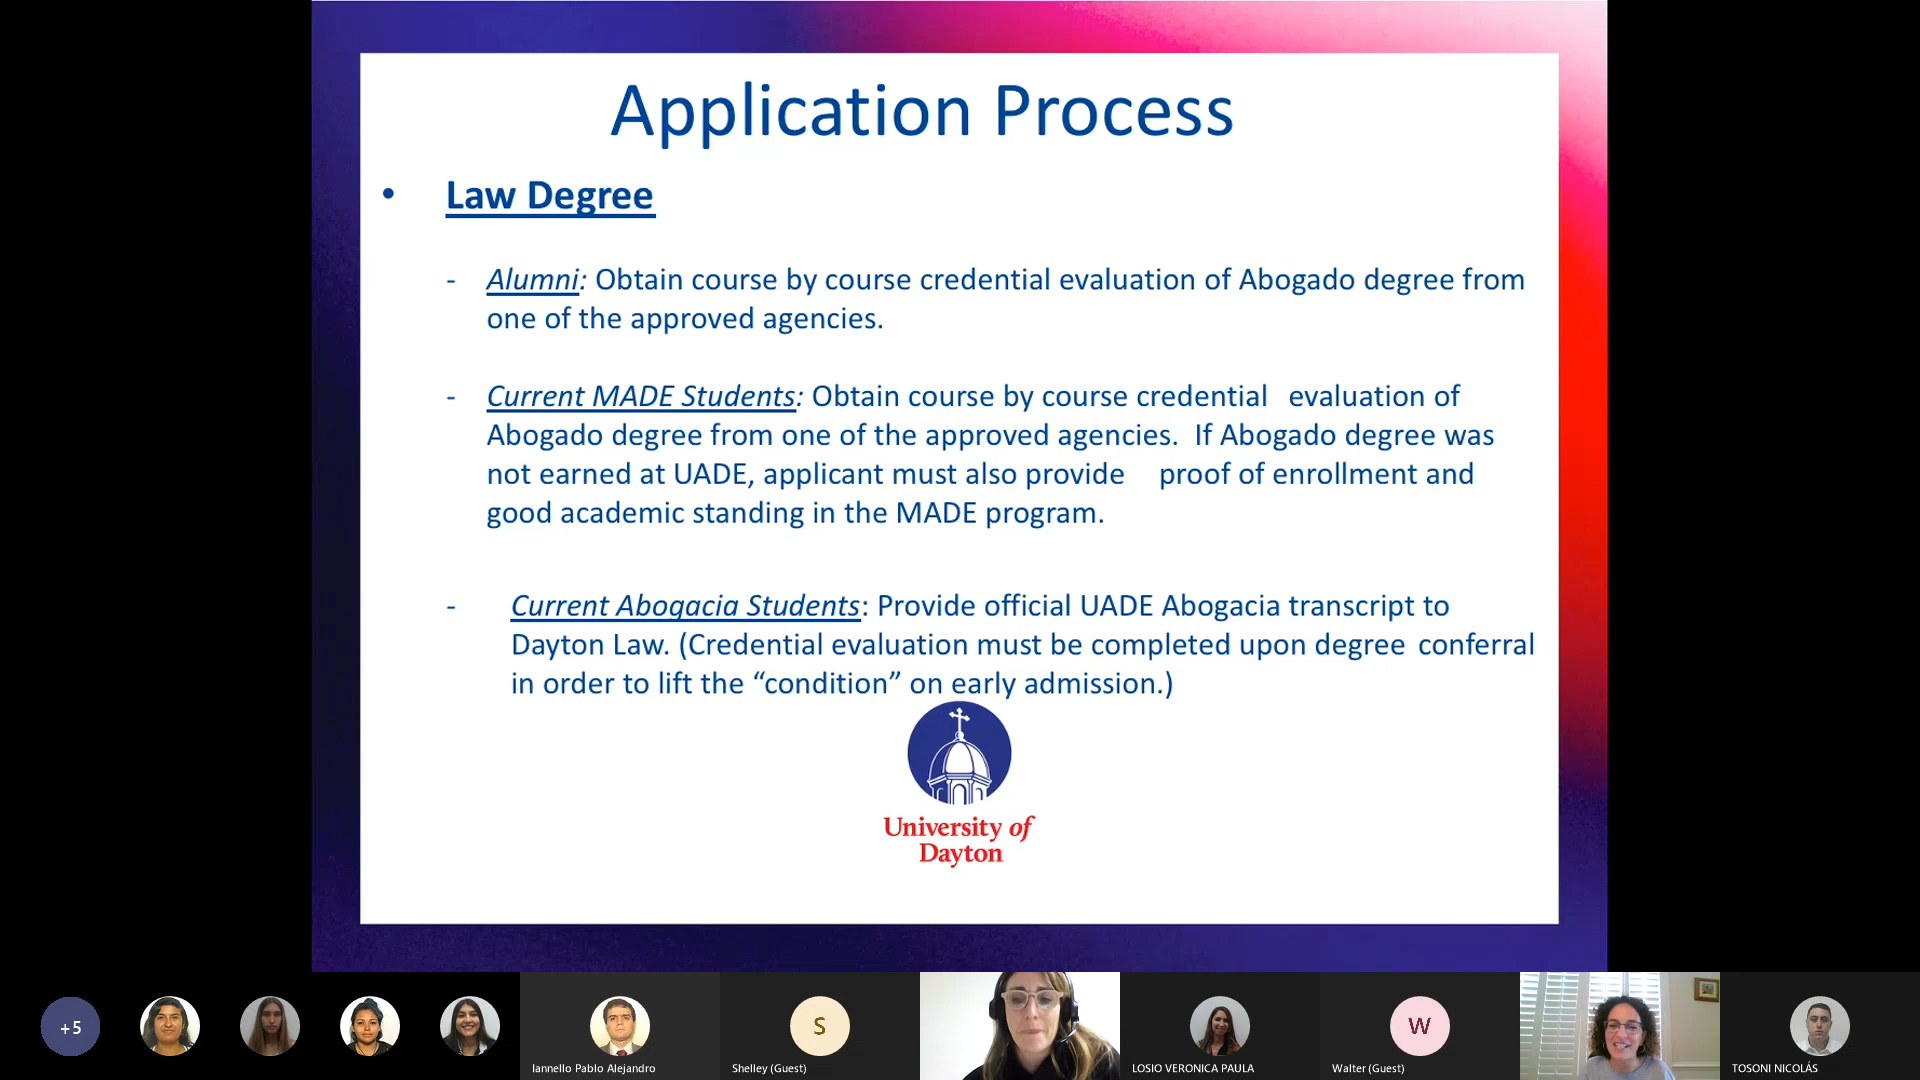 Application Process
• Law Degree
- Alumni: Obtain course by course credential evaluation of Abogado degree from
one of the approved agencies.
- Current MADE Students: Obtain course by course credential evaluation of
Abogado degree from one of the approved agencies. If Abogado degree was
not earned at UADE, applicant must also provide proof of enrollment and
good academic standing in the MADE program.
- Current Abogacia Students: Provide official UADE Abogacia transcript to
Dayton Law. (Credential evaluation must be completed upon degree conferral
in order to lift the “condition” on early admission.)
University of
Dayton
+5
S
W
Iannello Pablo Alejandro
Shelley (Guest)
LOSIO VERONICA PAULA
Walter (Guest)
TOSONI NICOLÁS